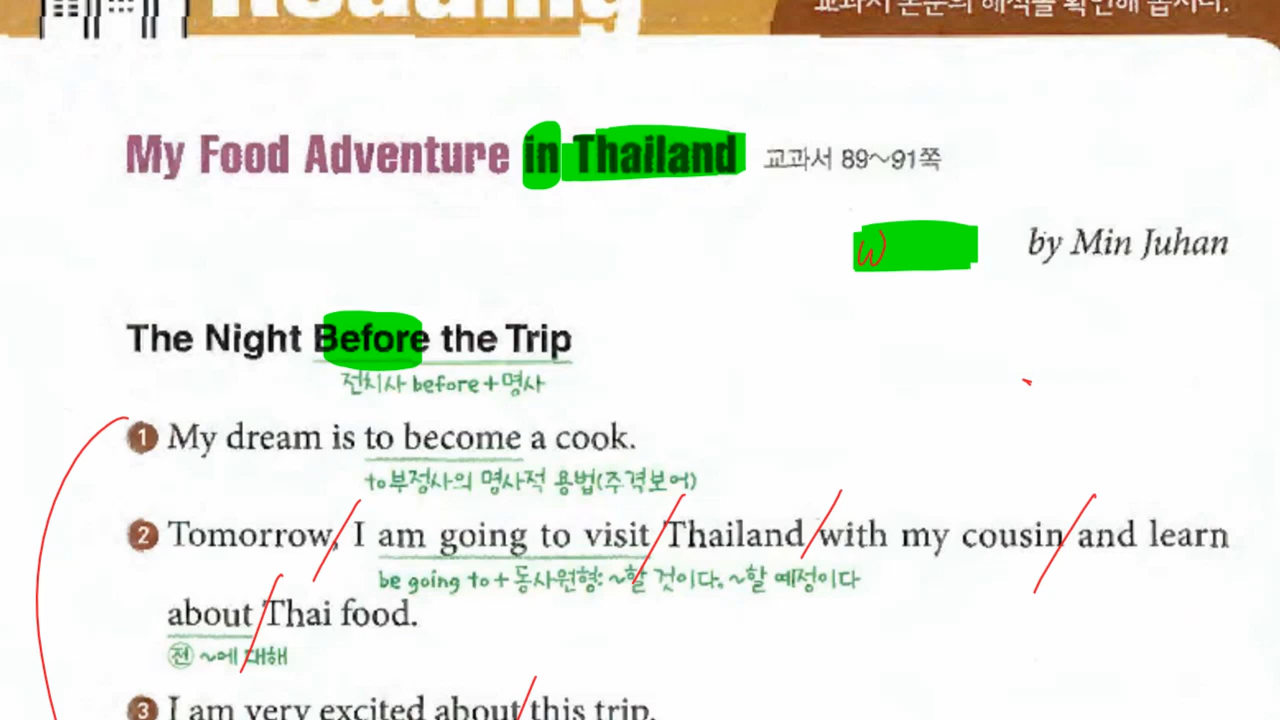 Reading
교과서 본문의 해석을 확인해 봅시다.
My Food Adventure in Thailand 교과서 89~91쪽
W
by Min Juhan
The Night Before the Trip
전치사 before+명사
1 My dream is to become a cook.
to부정사의 명사적 용법(주격보어)
2 Tomorrow, I am going to visit Thailand with my cousin and learn
be going to+동사원형: ~할 것이다, ~할 예정이다
about Thai food.
전 ~에 대해
3 I am very excited about this trip.